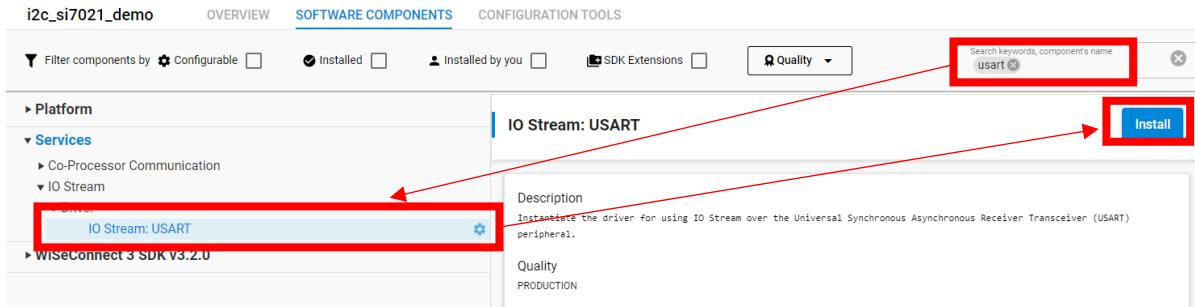 i2c_si7021_demo OVERVIEW SOFTWARE COMPONENTS CONFIGURATION TOOLS
Filter components by Configurable Installed Installed by you SDK Extensions Quality
Search keywords, component's name
usart
Platform
Services
Co-Processor Communication
IO Stream
Driver
IO Stream: USART
WiSeConnect 3 SDK v3.2.0
IO Stream: USART
Install
Description
Instantiate the driver for using IO Stream over the Universal Synchronous Asynchronous Receiver Transceiver (USART)
peripheral.
Quality
PRODUCTION